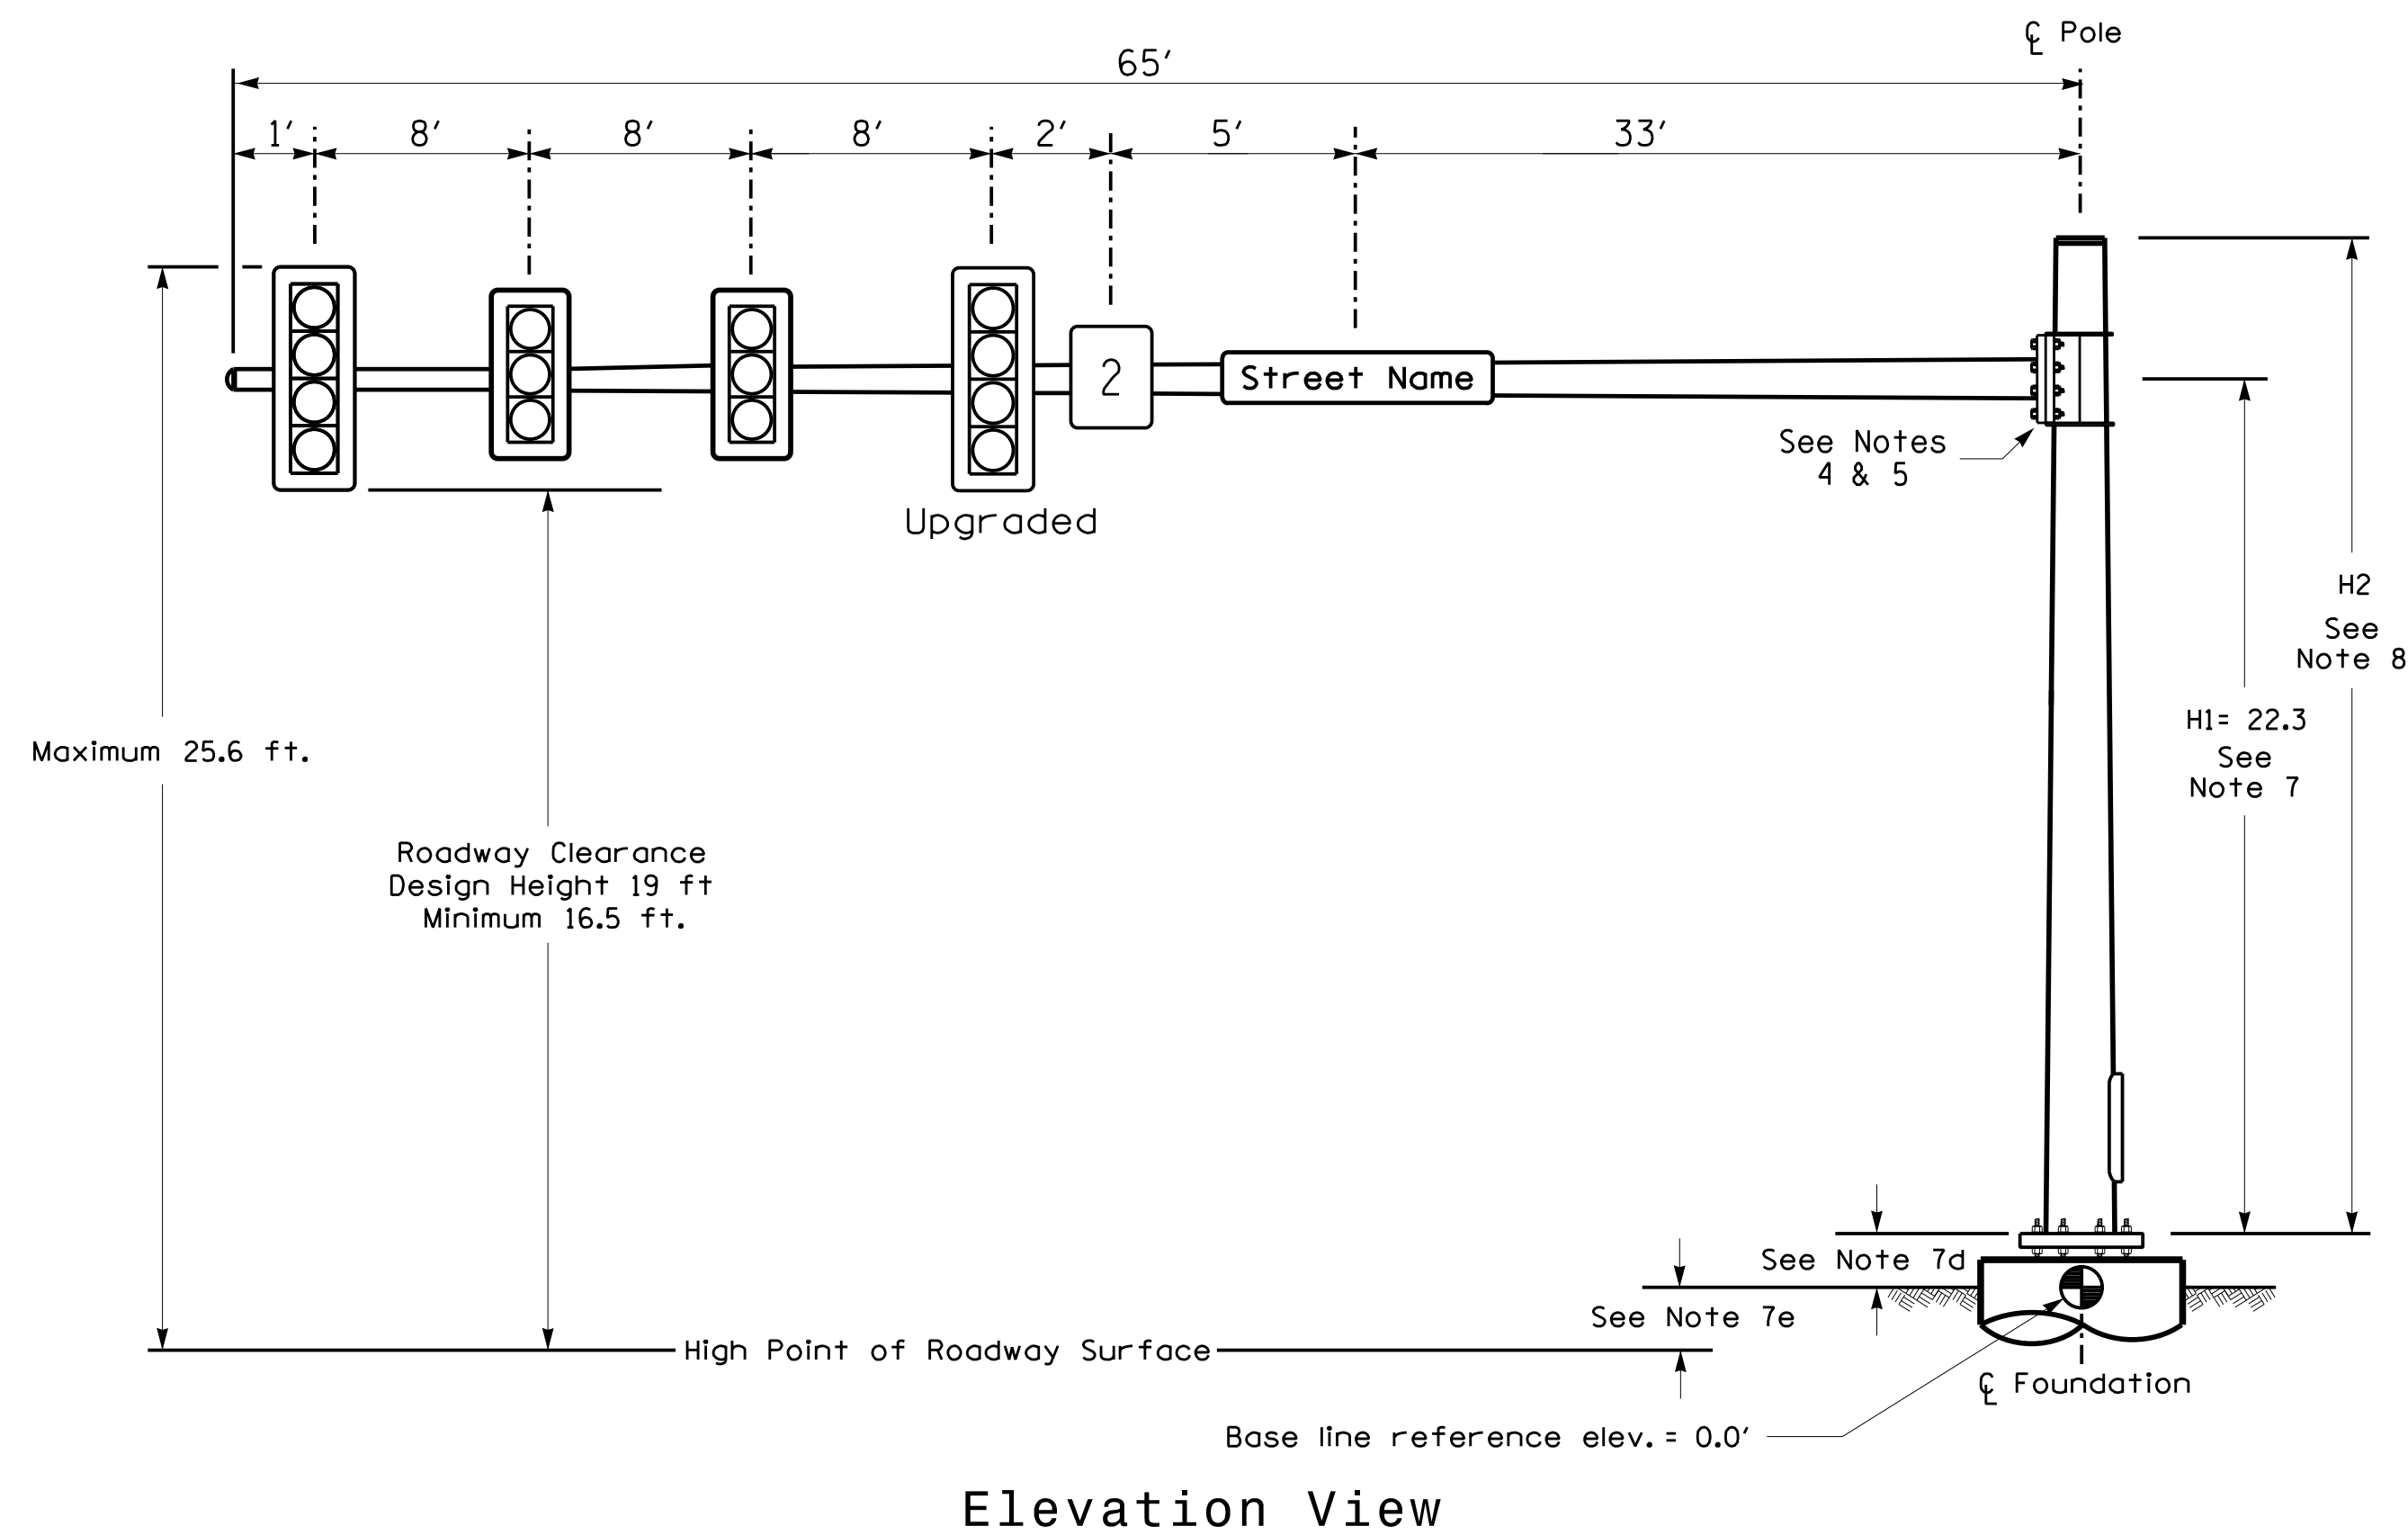 ℄ Pole
65'
1' 8' 8' 8' 2' 5' 33'
2
Street Name
See Notes
4 & 5
Upgraded
H2
See
Note 8
H1= 22.3
See
Note 7
Maximum 25.6 ft.
Roadway Clearance
Design Height 19 ft
Minimum 16.5 ft.
See Note 7d
See Note 7e
High Point of Roadway Surface
℄ Foundation
Base line reference elev. = 0.0'
Elevation View